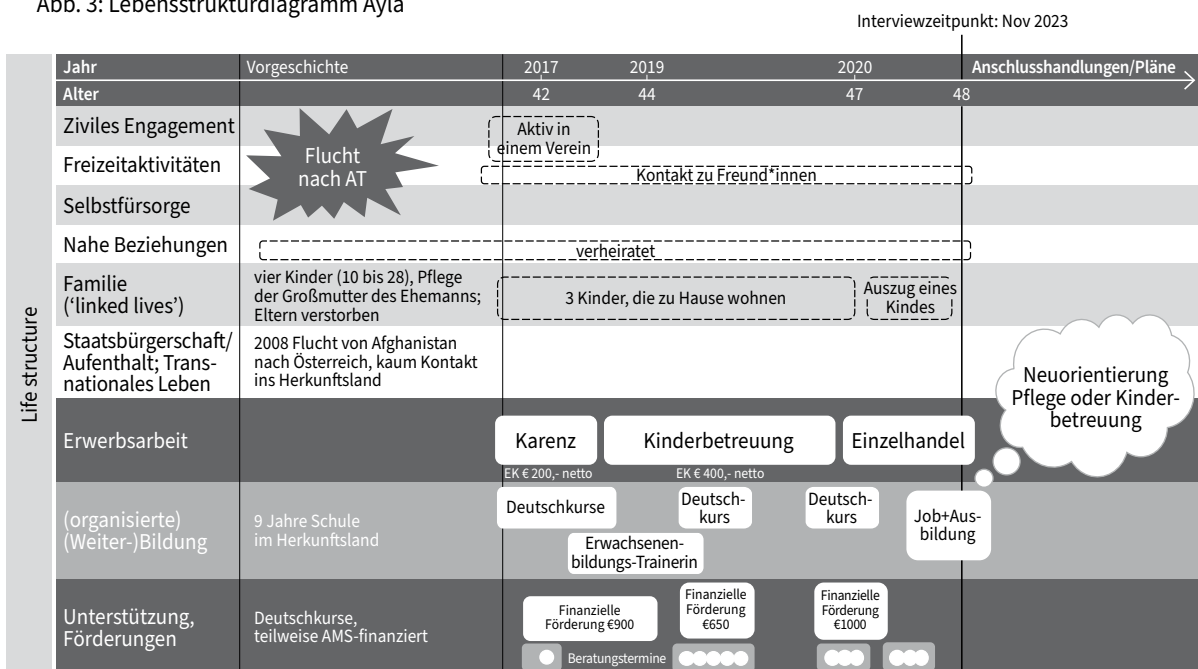 Abb. 3: Lebensstrukturdiagramm Ayla
Interviewzeitpunkt: Nov 2023
Jahr Vorgeschichte 2017 2019 2020 Anschlusshandlungen/Pläne
Alter 42 44 47 48
Life structure
Ziviles Engagement
Aktiv in
einem Verein
Flucht
nach AT
Freizeitaktivitäten
Kontakt zu Freund*innen
Selbstfürsorge
Nahe Beziehungen
verheiratet
Familie
(‘linked lives’)
vier Kinder (10 bis 28), Pflege
der Großmutter des Ehemanns;
Eltern verstorben
3 Kinder, die zu Hause wohnen
Auszug eines
Kindes
Staatsbürgerschaft/
Aufenthalt; Trans-
nationales Leben
2008 Flucht von Afghanistan
nach Österreich, kaum Kontakt
ins Herkunftsland
Neuorientierung
Pflege oder Kinder-
betreuung
Erwerbsarbeit
Karenz
EK € 200,- netto
Kinderbetreuung
EK € 400,- netto
Einzelhandel
(organisierte)
(Weiter-)Bildung
9 Jahre Schule
im Herkunftsland
Deutschkurse
Erwachsenen-
bildungs-Trainerin
Deutsch-
kurs
Deutsch-
kurs
Job+Aus-
bildung
Unterstützung,
Förderungen
Deutschkurse,
teilweise AMS-finanziert
Finanzielle
Förderung €900
Finanzielle
Förderung
€650
Finanzielle
Förderung
€1000
Beratungstermine